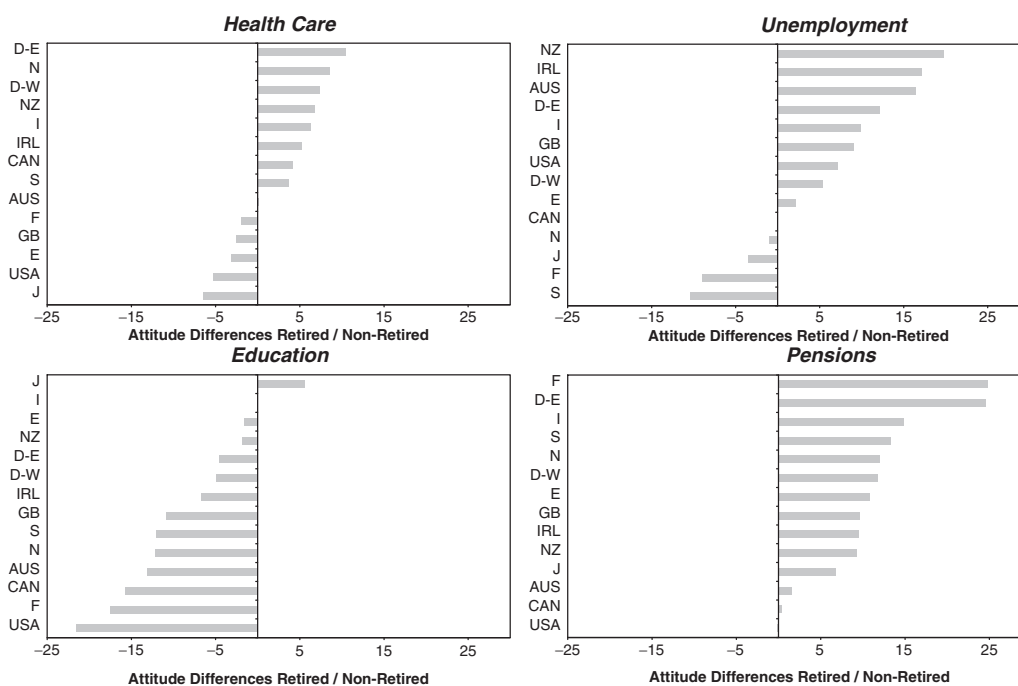 Health Care
D-E
N
D-W
NZ
I
IRL
CAN
S
AUS
F
GB
E
USA
J
−25 −15 −5 5 15 25
Attitude Differences Retired / Non-Retired
Unemployment
NZ
IRL
AUS
D-E
I
GB
USA
D-W
E
CAN
N
J
F
S
−25 −15 −5 5 15 25
Attitude Differences Retired / Non-Retired
Education
J
I
E
NZ
D-E
D-W
IRL
GB
S
N
AUS
CAN
F
USA
−25 −15 −5 5 15 25
Attitude Differences Retired / Non-Retired
Pensions
F
D-E
I
S
N
D-W
E
GB
IRL
NZ
J
AUS
CAN
USA
−25 −15 −5 5 15 25
Attitude Differences Retired / Non-Retired